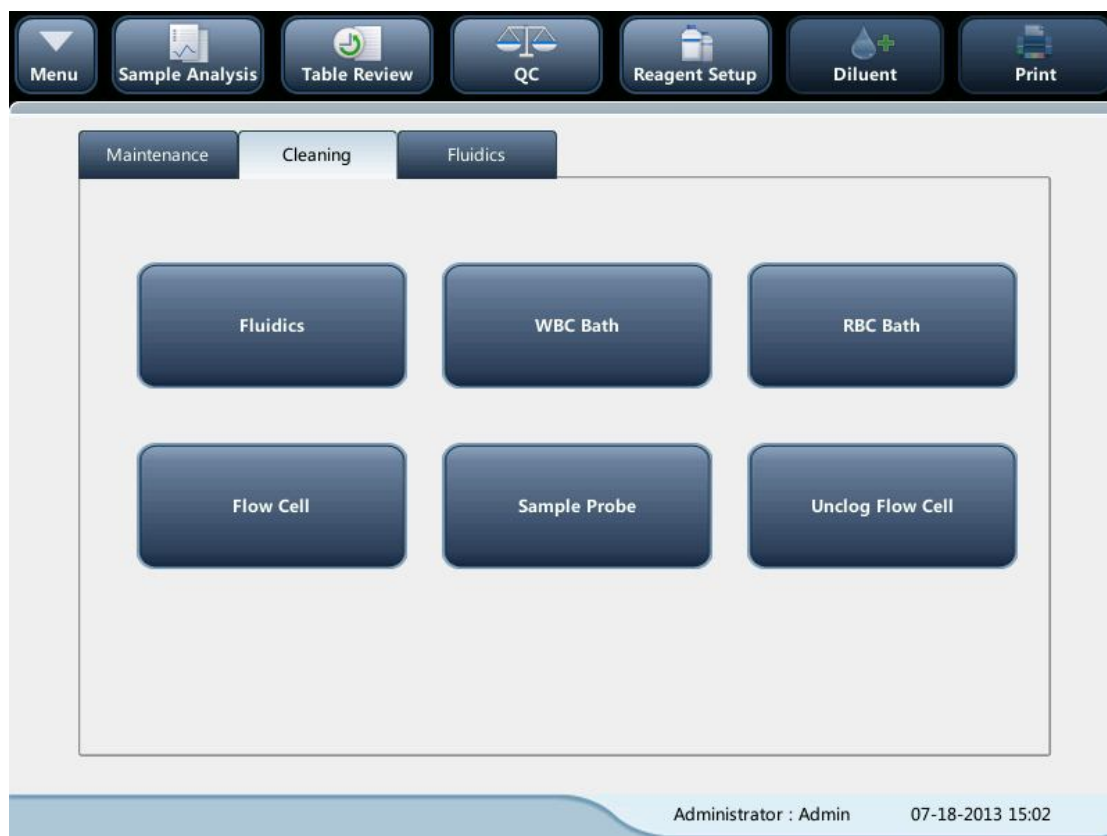 Menu Sample Analysis Table Review QC Reagent Setup Diluent Print
Maintenance Cleaning Fluidics
Fluidics WBC Bath RBC Bath
Flow Cell Sample Probe Unclog Flow Cell
Administrator : Admin 07-18-2013 15:02